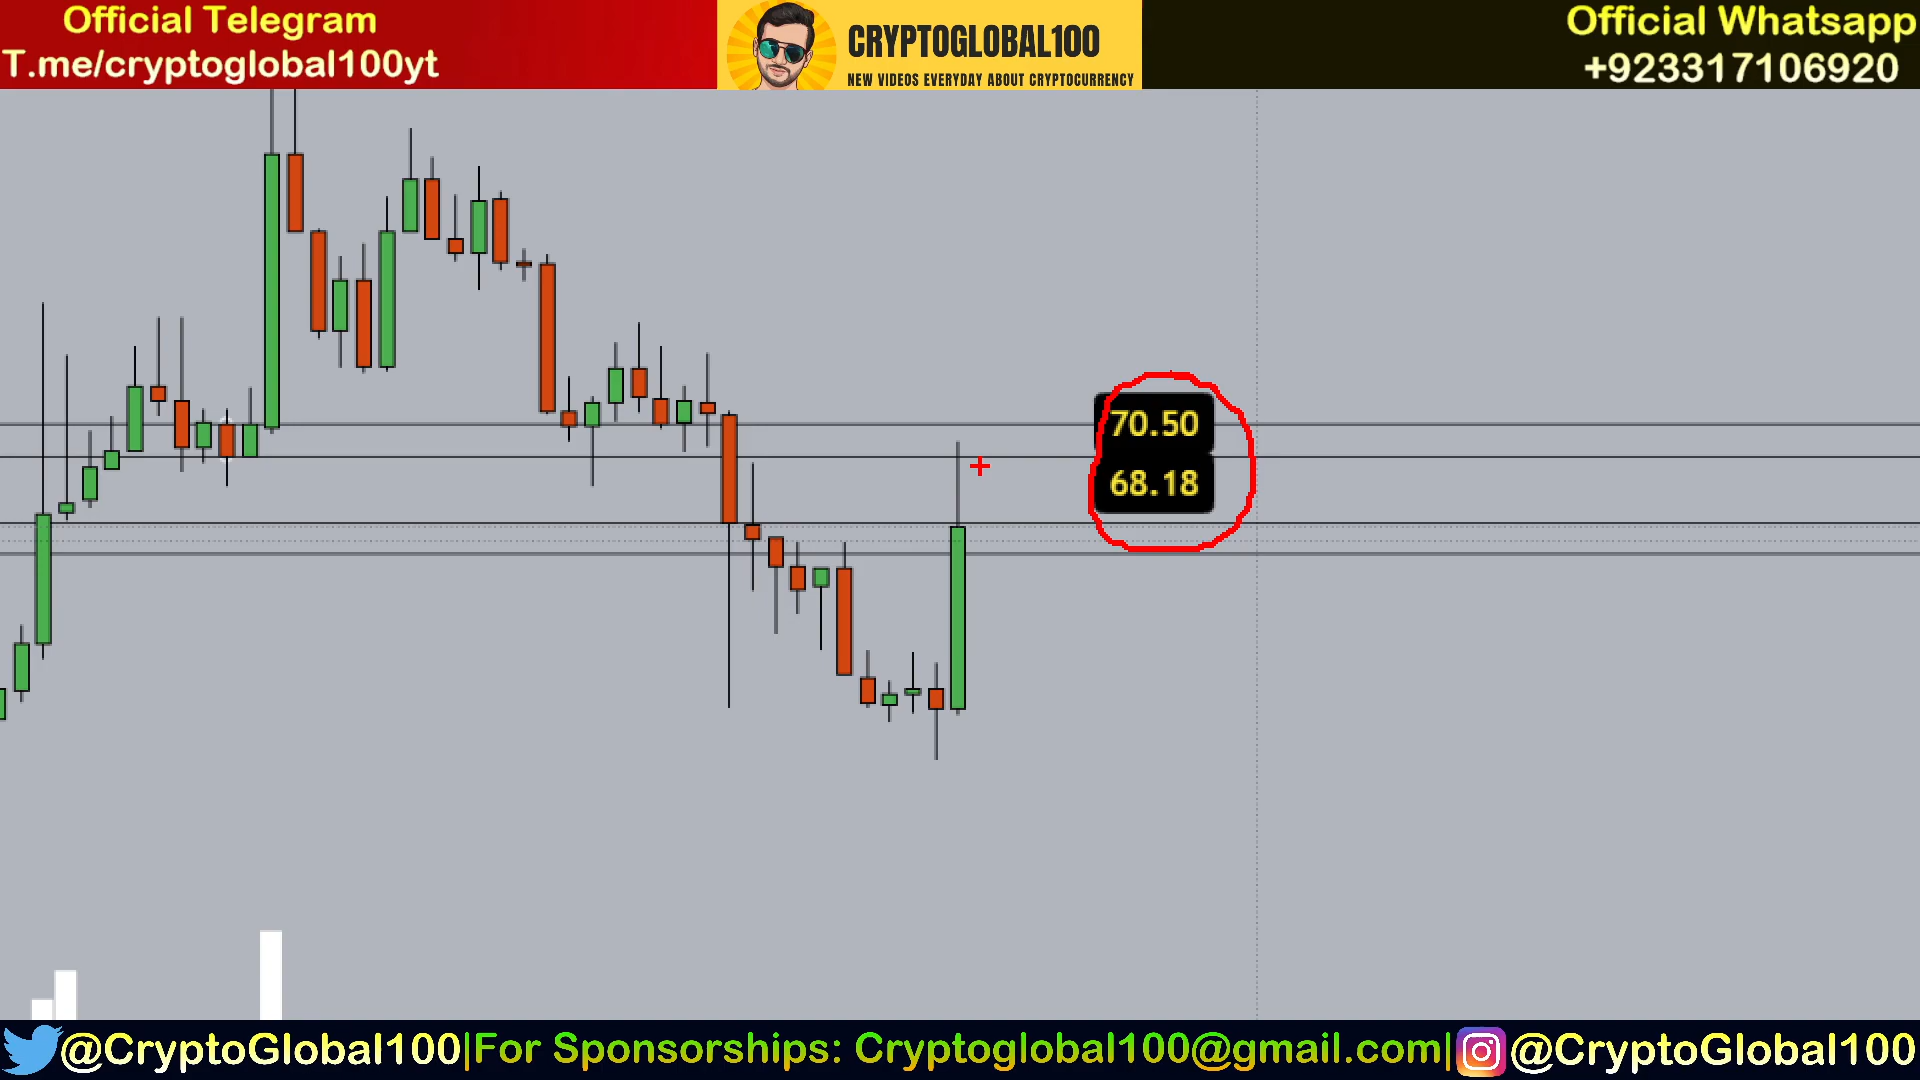 Official Telegram
T.me/cryptoglobal100yt
CRYPTOGLOBAL100
NEW VIDEOS EVERYDAY ABOUT CRYPTOCURRENCY
Official Whatsapp
+923317106920
70.50
68.18
@CryptoGlobal100|For Sponsorships: Cryptoglobal100@gmail.com|@CryptoGlobal100